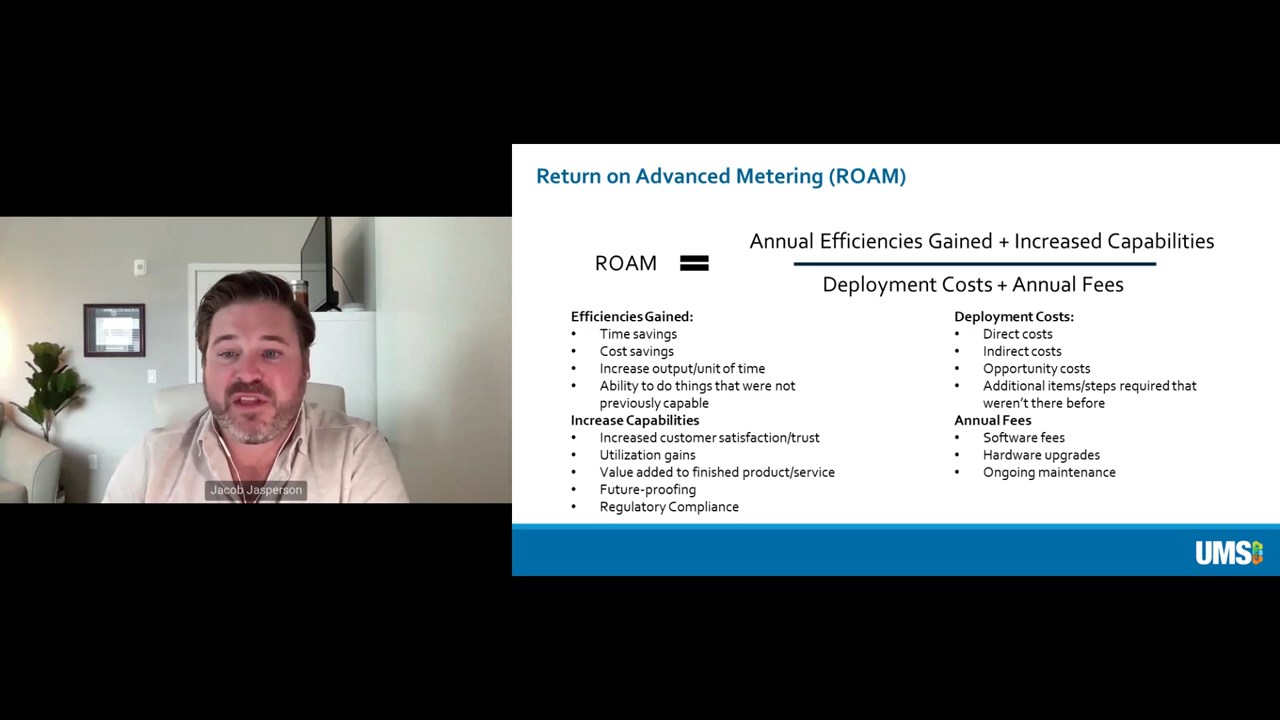 Jacob Jasperson
Return on Advanced Metering (ROAM)
ROAM = Annual Efficiencies Gained + Increased Capabilities
Deployment Costs + Annual Fees
Efficiencies Gained:
• Time savings
• Cost savings
• Increase output/unit of time
• Ability to do things that were not
previously capable
Increase Capabilities
• Increased customer satisfaction/trust
• Utilization gains
• Value added to finished product/service
• Future-proofing
• Regulatory Compliance
Deployment Costs:
• Direct costs
• Indirect costs
• Opportunity costs
• Additional items/steps required that
weren't there before
Annual Fees
• Software fees
• Hardware upgrades
• Ongoing maintenance
UMS